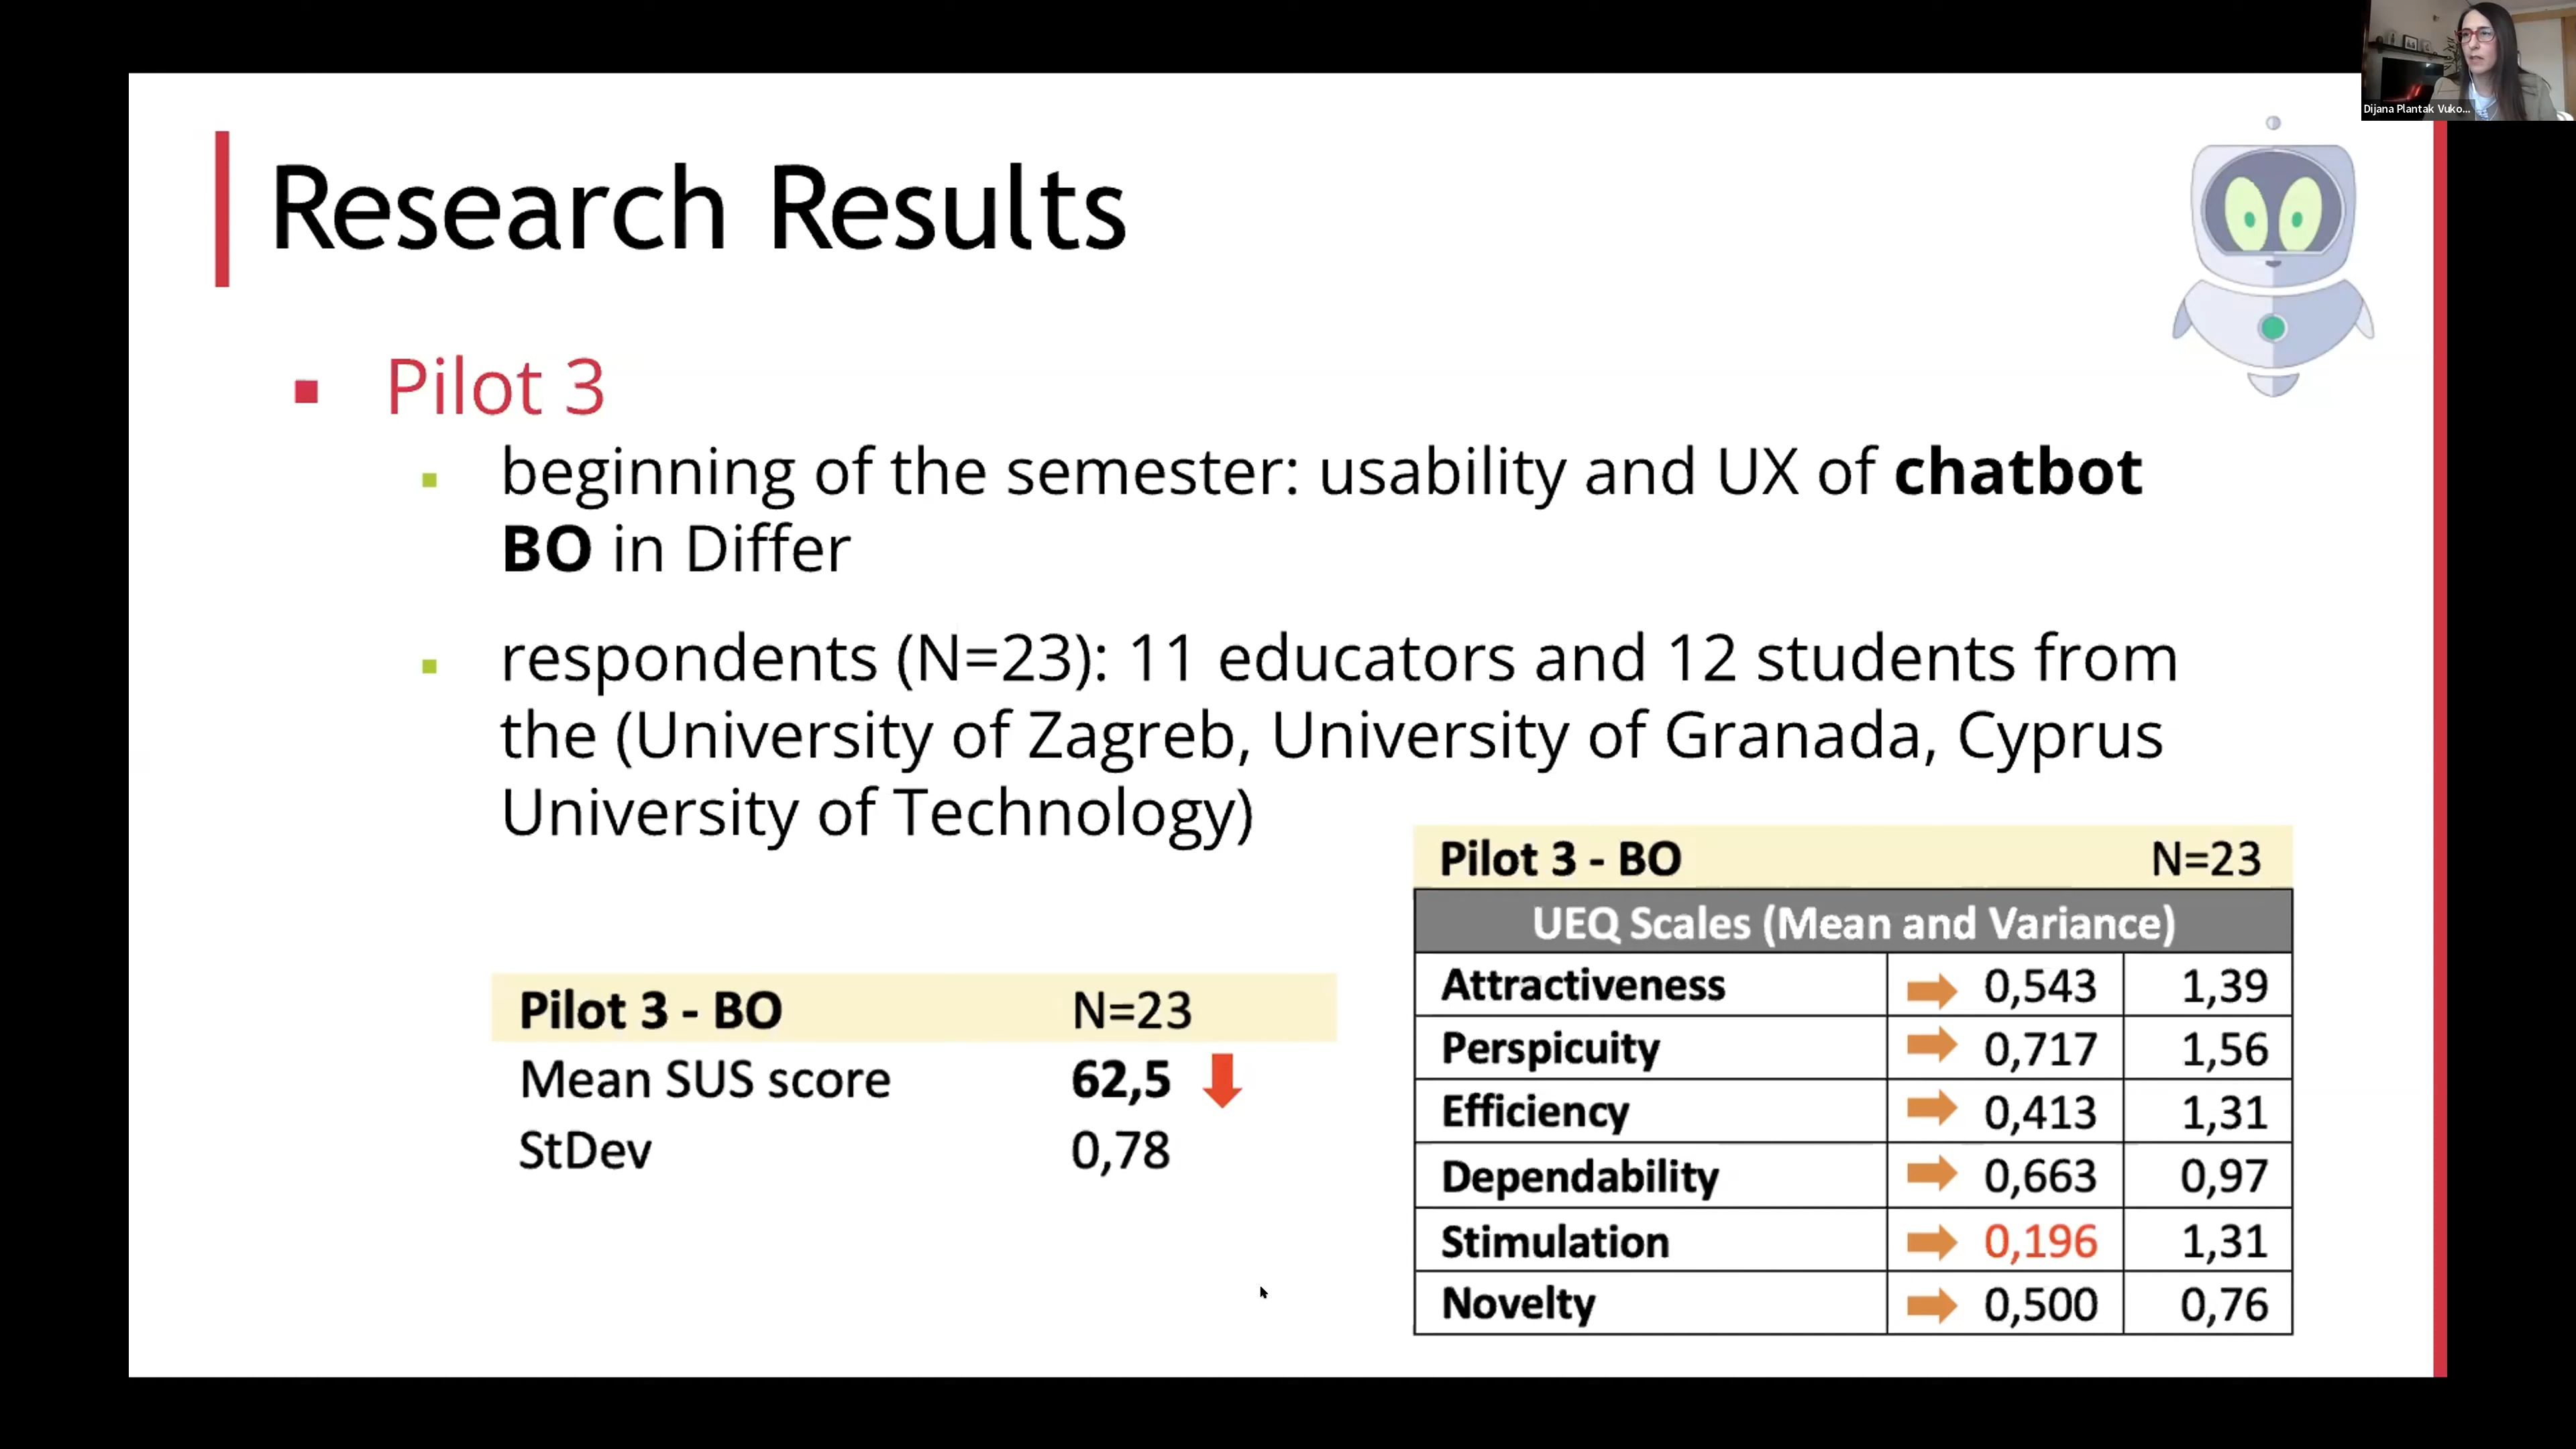 Dijana Plantak Vuko...
Research Results
Pilot 3
beginning of the semester: usability and UX of chatbot
BO in Differ
respondents (N=23): 11 educators and 12 students from
the (University of Zagreb, University of Granada, Cyprus
University of Technology)
Pilot 3 - BO N=23
Mean SUS score 62,5
StDev 0,78
Pilot 3 - BO N=23
UEQ Scales (Mean and Variance)
Attractiveness 0,543 1,39
Perspicuity 0,717 1,56
Efficiency 0,413 1,31
Dependability 0,663 0,97
Stimulation 0,196 1,31
Novelty 0,500 0,76